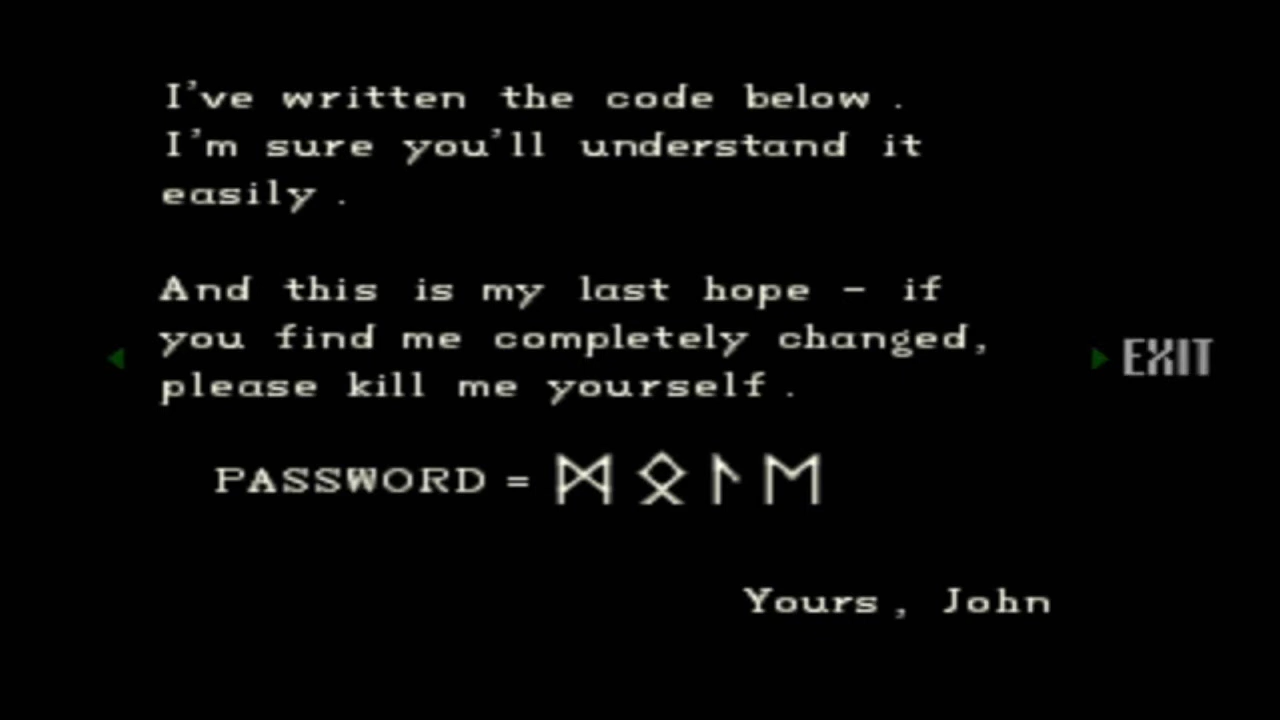 I've written the code below .
I'm sure you'll understand it
easily .
And this is my last hope – if
you find me completely changed,
please kill me yourself .
EXIT
PASSWORD = ᛞᛟᛚᛖ
Yours , John